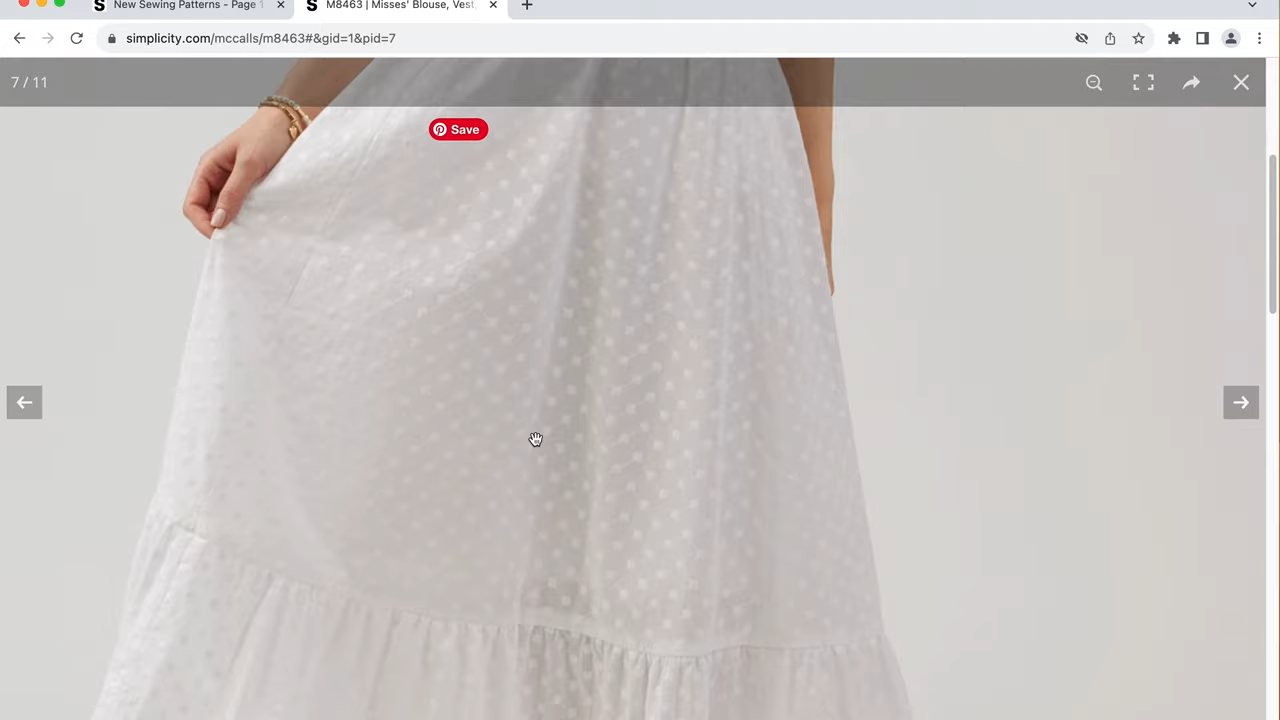 New Sewing Patterns - Page 1
M8463 | Misses' Blouse, Vest,
simplicity.com/mccalls/m8463#&gid=1&pid=7
7 / 11
Save